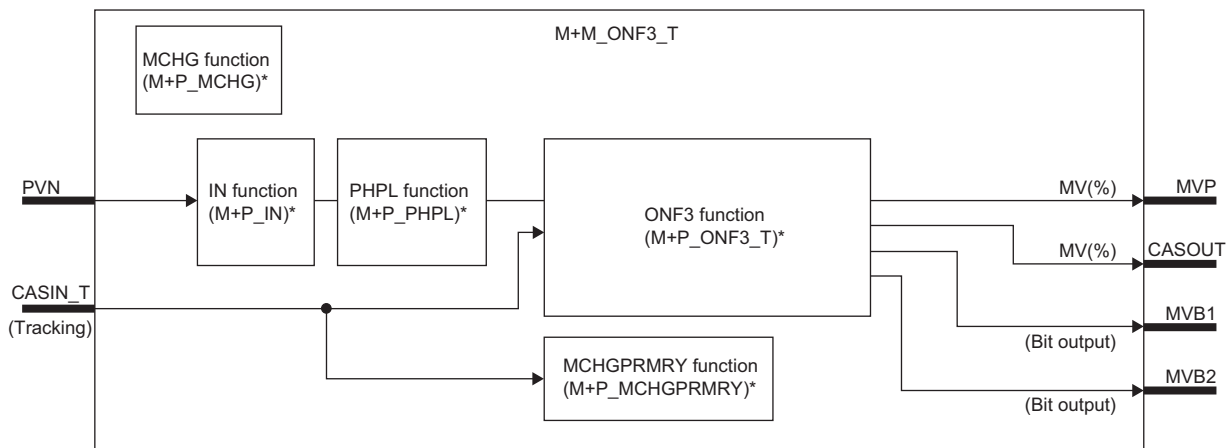 M+M_ONF3_T
MCHG function
(M+P_MCHG)*
PVN
IN function
(M+P_IN)*
PHPL function
(M+P_PHPL)*
ONF3 function
(M+P_ONF3_T)*
MV(%)
MVP
MV(%)
CASOUT
CASIN_T
(Tracking)
MVB1
(Bit output)
MCHGPRMRY function
(M+P_MCHGPRMRY)*
MVB2
(Bit output)